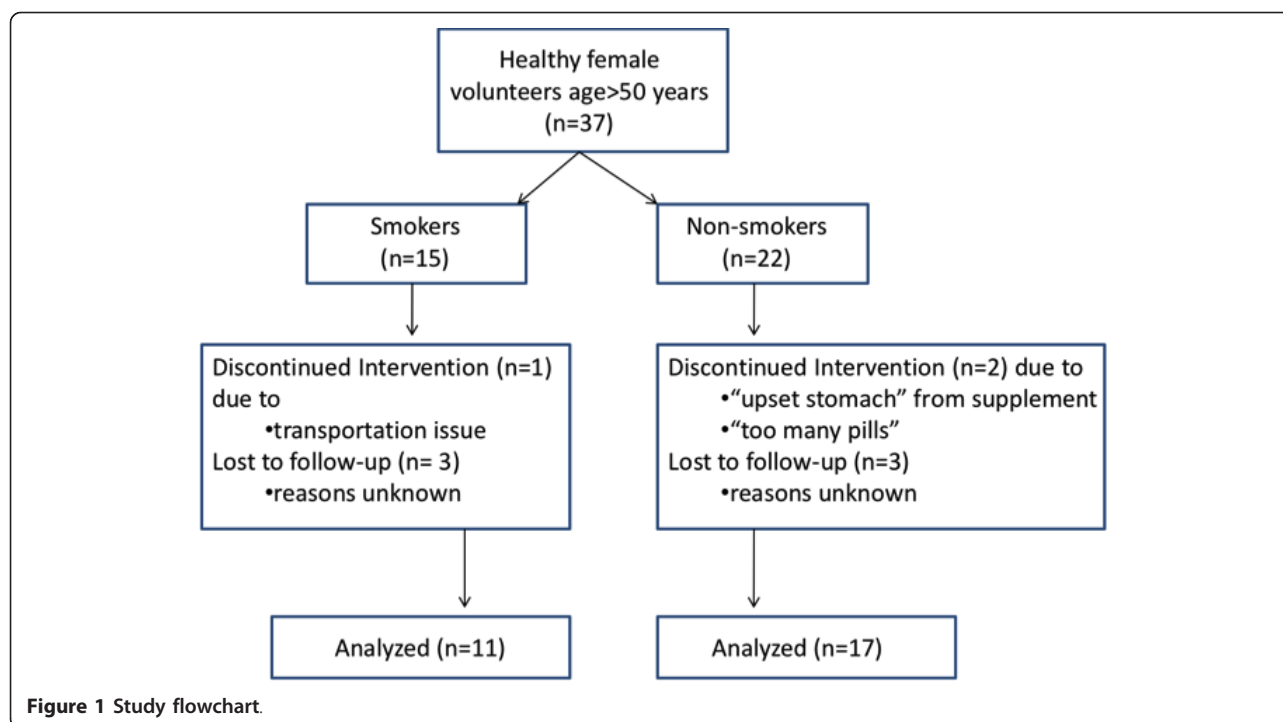 Healthy female
volunteers age>50 years
(n=37)
Smokers
(n=15)
Non-smokers
(n=22)
Discontinued Intervention (n=1)
due to
•transportation issue
Lost to follow-up (n= 3)
•reasons unknown
Discontinued Intervention (n=2) due to
•“upset stomach” from supplement
•“too many pills”
Lost to follow-up (n=3)
•reasons unknown
Analyzed (n=11)
Analyzed (n=17)
Figure 1 Study flowchart.